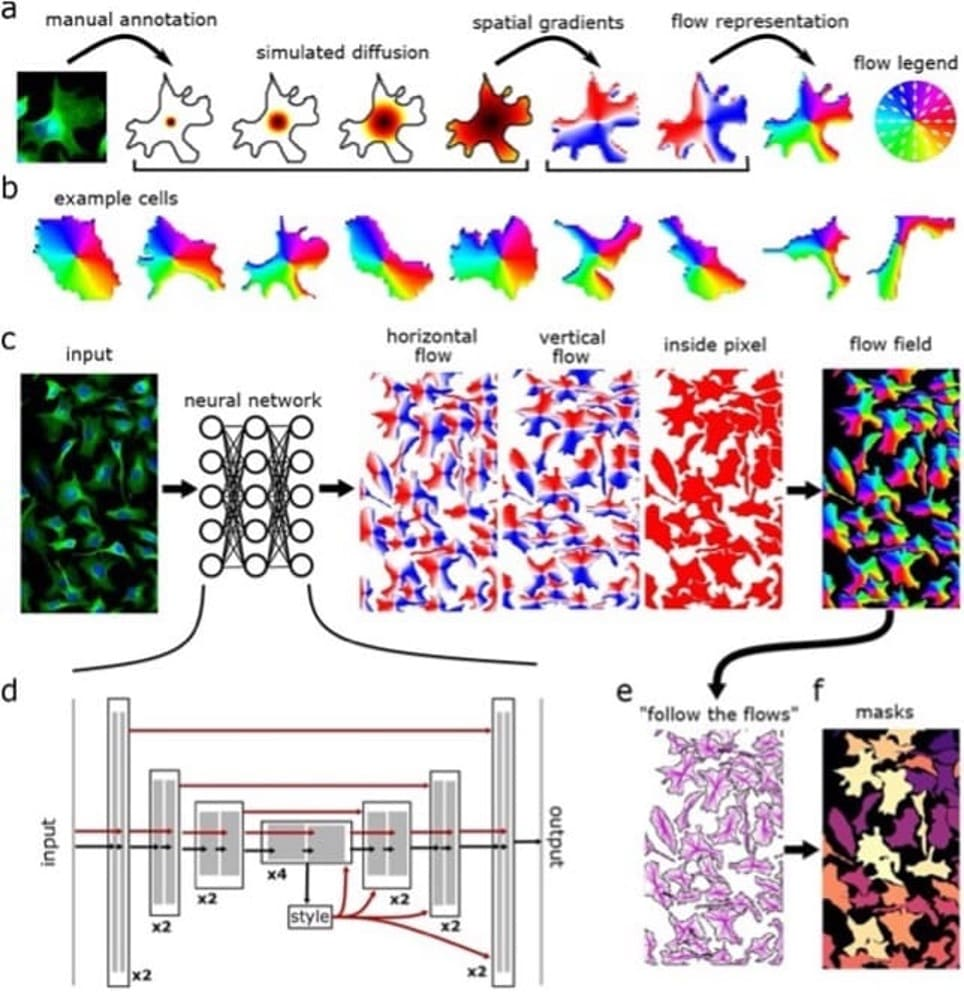 a
manual annotation
simulated diffusion
spatial gradients
flow representation
flow legend
b
example cells
c
input
neural network
horizontal
flow
vertical
flow
inside pixel
flow field
d
input
x2
x2
x2
x4
style
x2
x2
x2
output
e
"follow the flows"
f
masks